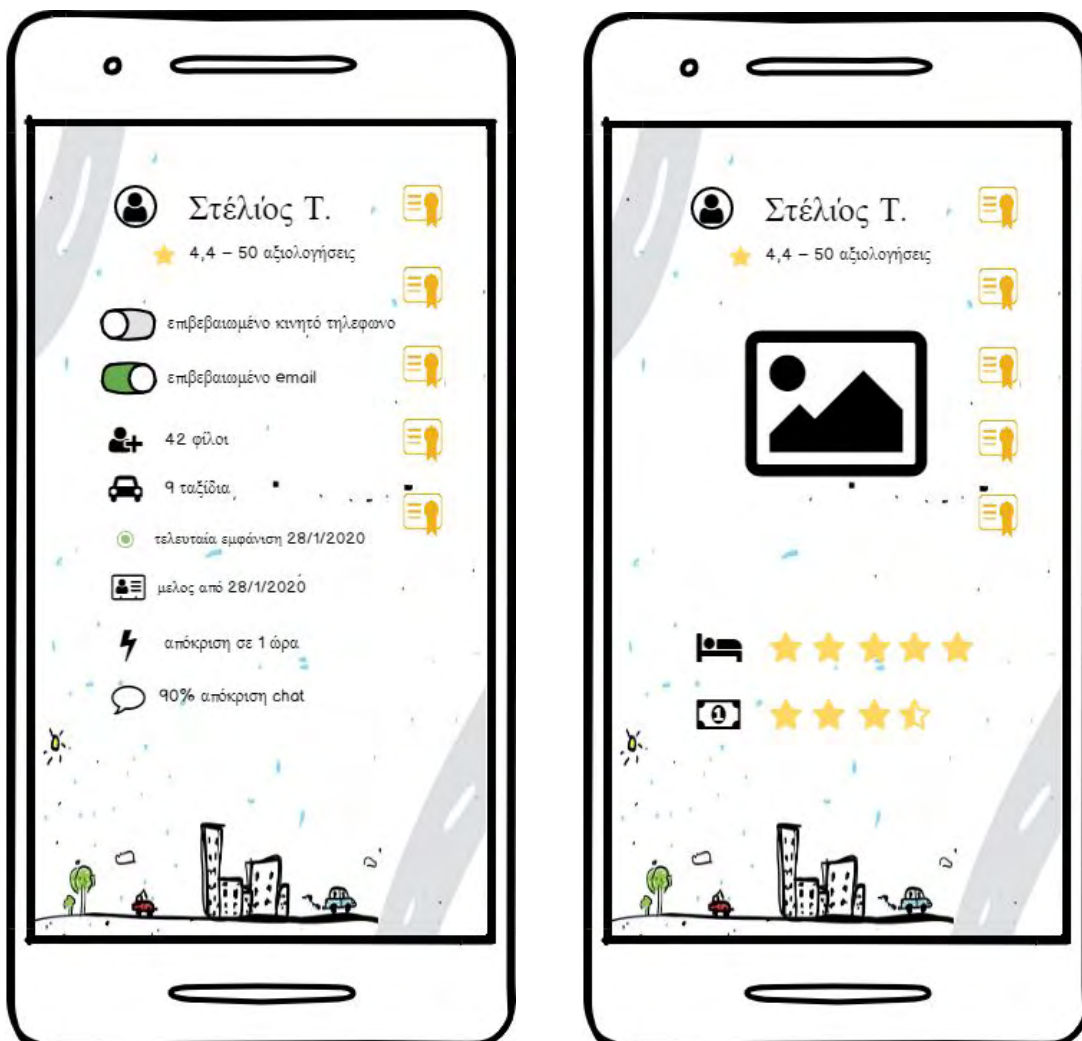 Στέλιος Τ.
4,4 – 50 αξιολογήσεις
επιβεβαιωμένο κινητό τηλεφωνο
επιβεβαιωμένο email
42 φίλοι
9 ταξίδια
τελευταία εμφάνιση 28/1/2020
μελος από 28/1/2020
απόκριση σε 1 ώρα
90% απόκριση chat
Στέλιος Τ.
4,4 – 50 αξιολογήσεις
1